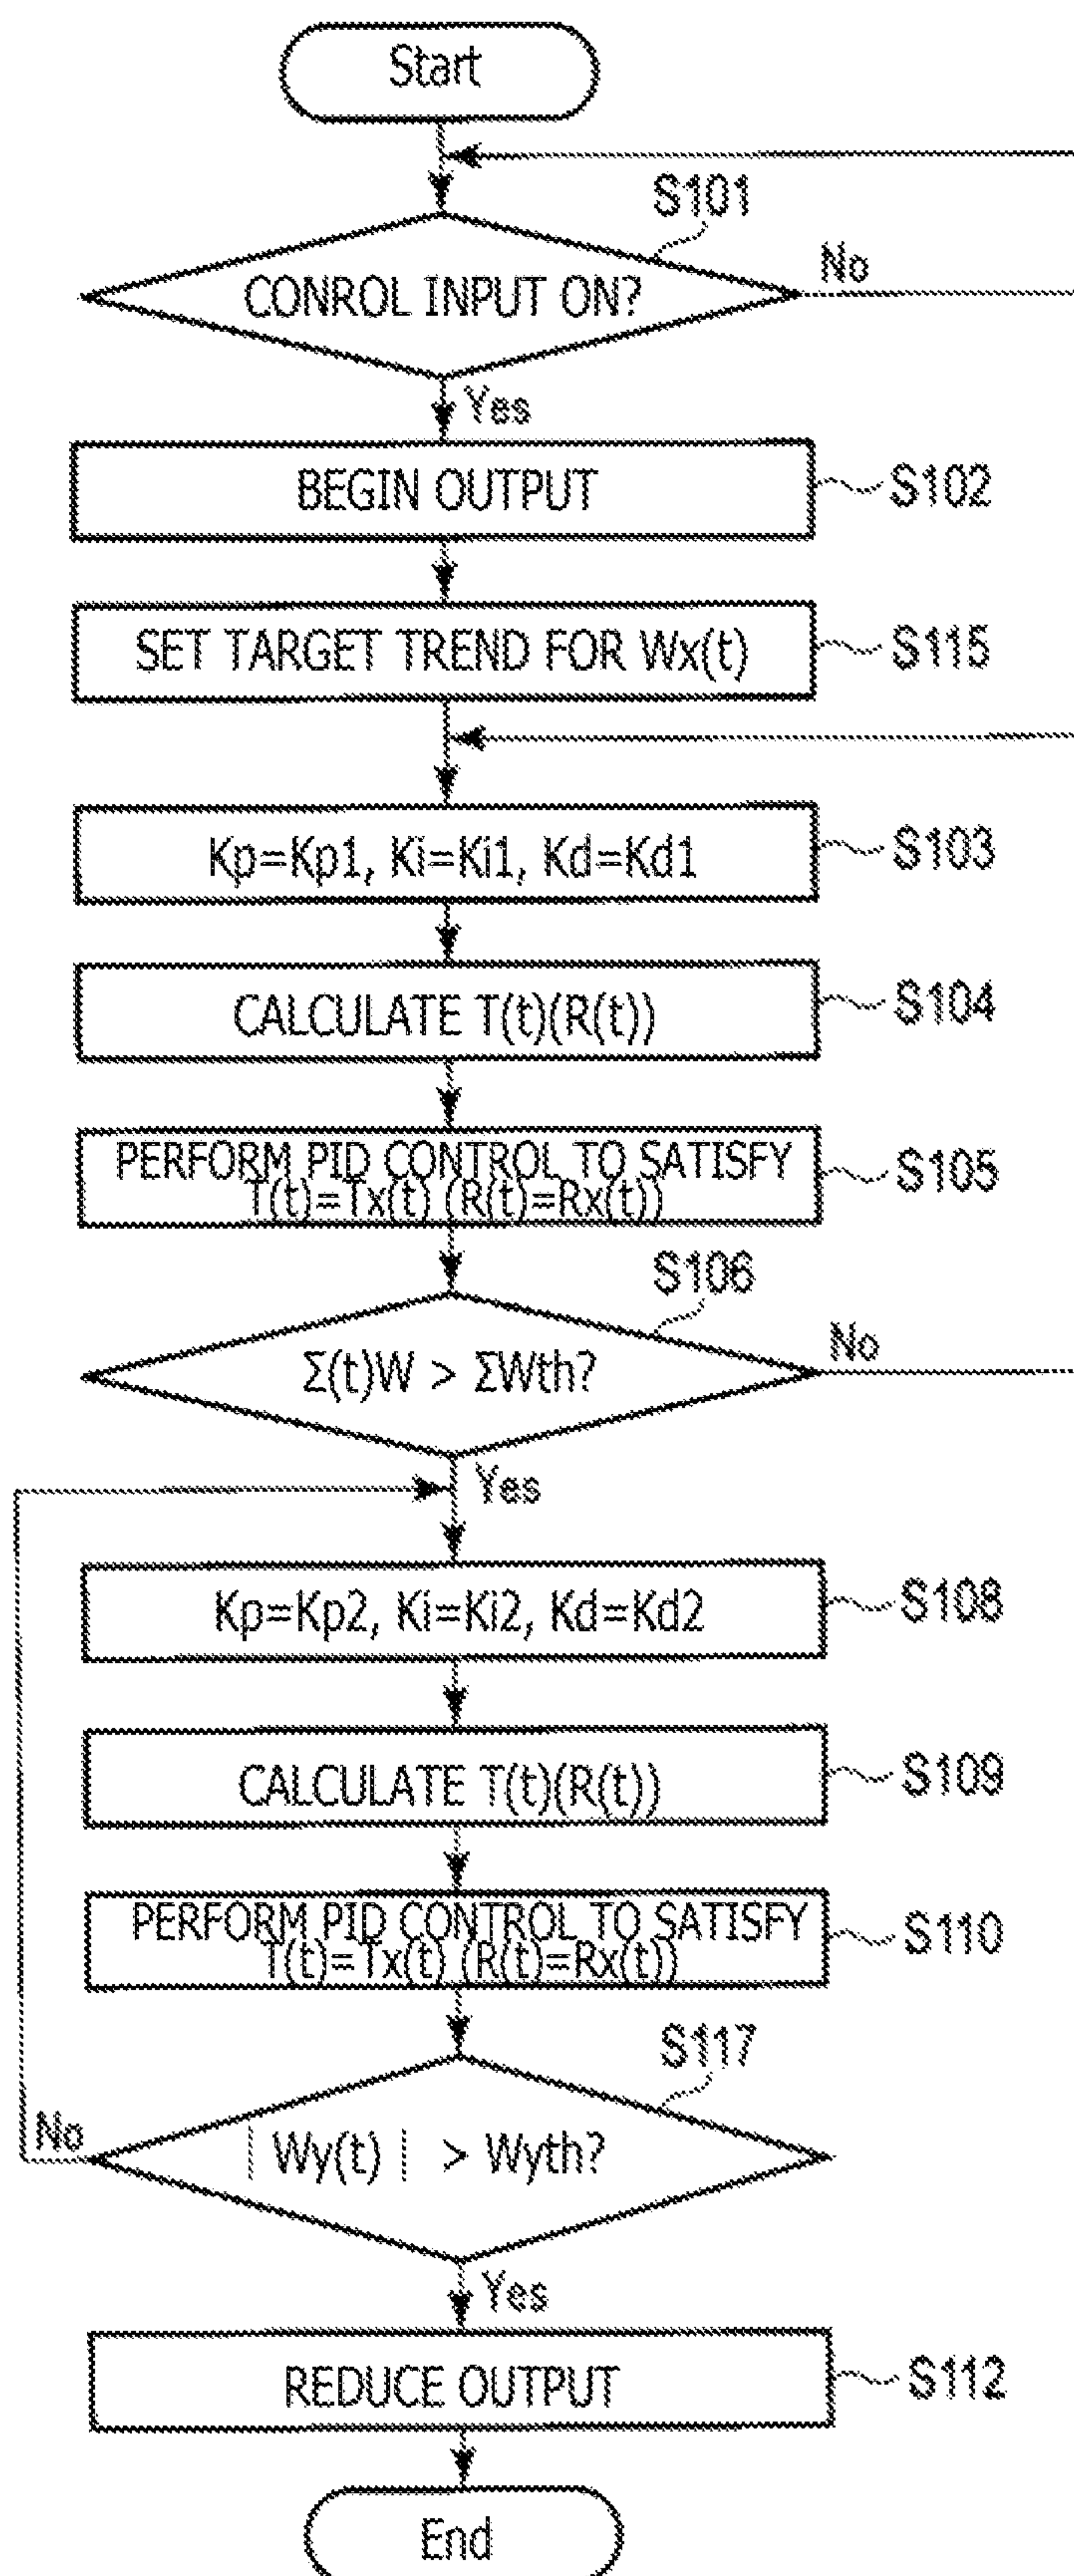 Start
S101
CONROL INPUT ON?
No
Yes
BEGIN OUTPUT
S102
SET TARGET TREND FOR Wx(t)
S115
Kp=Kp1, Ki=Ki1, Kd=Kd1
S103
CALCULATE T(t)(R(t))
S104
PERFORM PID CONTROL TO SATISFY
T(t)=Tx(t) (R(t)=Rx(t))
S105
S106
Σ(t)W > ΣWth?
No
Yes
Kp=Kp2, Ki=Ki2, Kd=Kd2
S108
CALCULATE T(t)(R(t))
S109
PERFORM PID CONTROL TO SATISFY
T(t)=Tx(t) (R(t)=Rx(t))
S110
S117
| Wy(t) | > Wyth?
No
Yes
REDUCE OUTPUT
S112
End